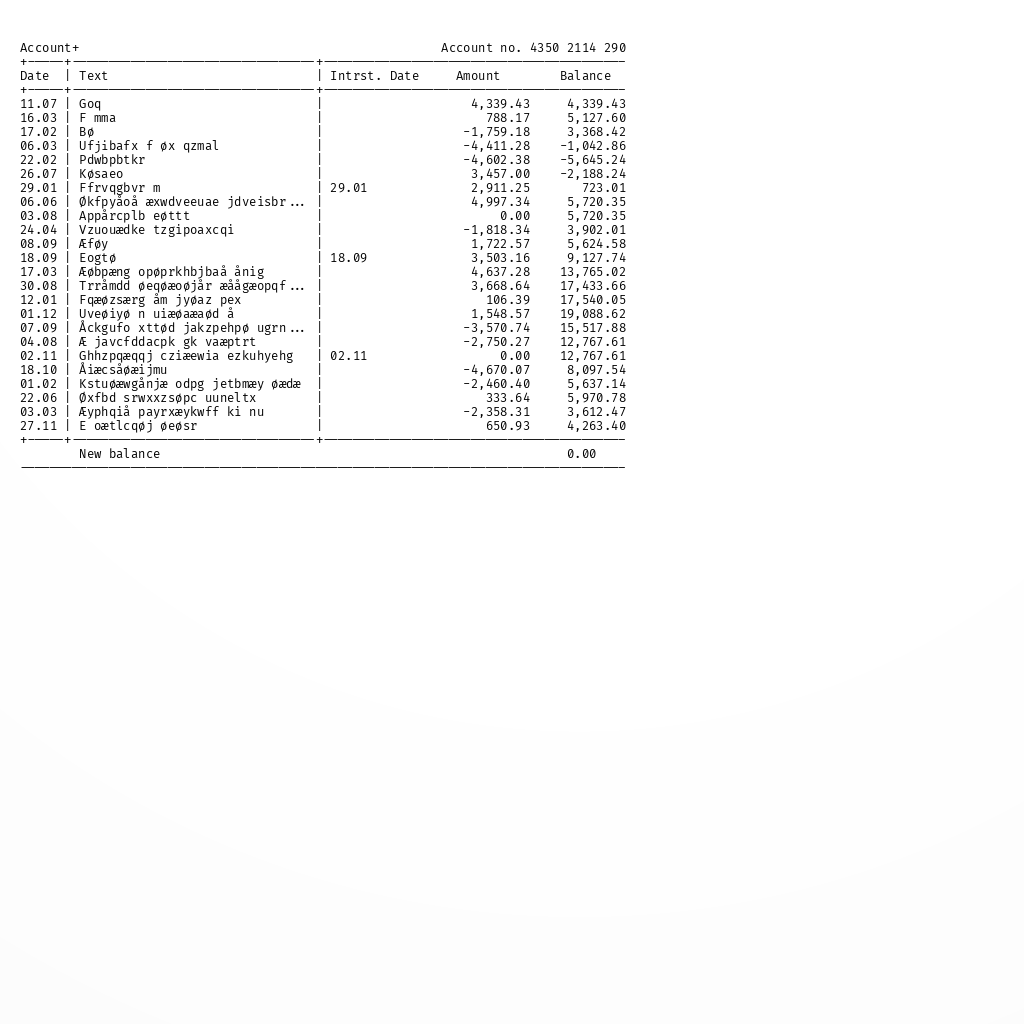 Account+ Account no. 4350 2114 290
Date | Text | Intrst. Date Amount Balance
11.07 | Goq | 4,339.43 4,339.43
16.03 | F mma | 788.17 5,127.60
17.02 | Bø | -1,759.18 3,368.42
06.03 | Ufjibafx f øx qzmal | -4,411.28 -1,042.86
22.02 | Pdwbpbtkr | -4,602.38 -5,645.24
26.07 | Køsaeo | 3,457.00 -2,188.24
29.01 | Ffrvqgbvr m | 29.01 2,911.25 723.01
06.06 | Økfpyåoå æxwdveeuae jdveisbr... | 4,997.34 5,720.35
03.08 | Appårcplb eøttt | 0.00 5,720.35
24.04 | Vzuouædke tzgipoaxcqi | -1,818.34 3,902.01
08.09 | Æføy | 1,722.57 5,624.58
18.09 | Eogtø | 18.09 3,503.16 9,127.74
17.03 | Æøbpæng opøprkhbjbaå ånig | 4,637.28 13,765.02
30.08 | Trråmdd øeqøæoøjår æåågæopqf... | 3,668.64 17,433.66
12.01 | Fqæøzsærg åm jyøaz pex | 106.39 17,540.05
01.12 | Uveøiyø n uiæøaæaød å | 1,548.57 19,088.62
07.09 | Åckgufo xttød jakzpehpø ugrn... | -3,570.74 15,517.88
04.08 | Æ javcfddacpk gk vaæptrt | -2,750.27 12,767.61
02.11 | Ghhzpqæqqj cziæewia ezkuhyehg | 02.11 0.00 12,767.61
18.10 | Åiæcsåøæijmu | -4,670.07 8,097.54
01.02 | Kstuøæwgånjæ odpg jetbmæy øædæ | -2,460.40 5,637.14
22.06 | Øxfbd srwxxzsøpc uuneltx | 333.64 5,970.78
03.03 | Æyphqiå payrxæykwff ki nu | -2,358.31 3,612.47
27.11 | E oætlcqøj øeøsr | 650.93 4,263.40
New balance 0.00